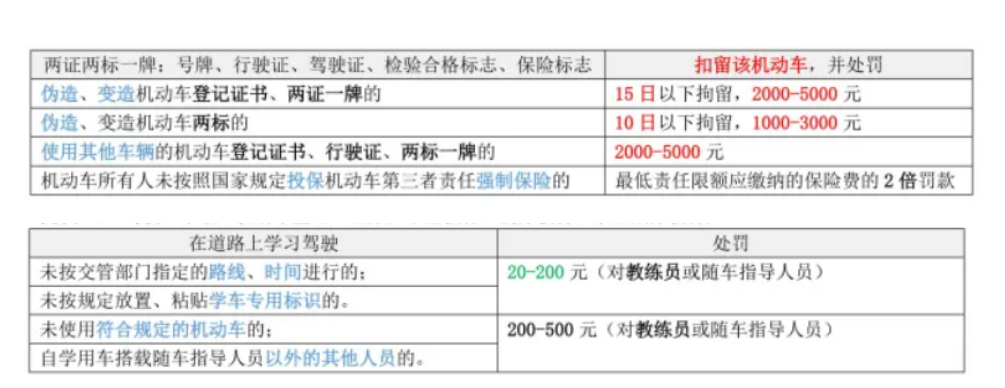 两证两标一牌：号牌、行驶证、驾驶证、检验合格标志、保险标志 扣留该机动车，并处罚
伪造、变造机动车登记证书、两证一牌的 15 日以下拘留，2000-5000 元
伪造、变造机动车两标的 10 日以下拘留，1000-3000 元
使用其他车辆的机动车登记证书、行驶证、两标一牌的 2000-5000 元
机动车所有人未按照国家规定投保机动车第三者责任强制保险的 最低责任限额应缴纳的保险费的 2 倍罚款
在道路上学习驾驶 处罚
未按交管部门指定的路线、时间进行的； 20-200 元（对教练员或随车指导人员）
未按规定放置、粘贴学车专用标识的。
未使用符合规定的机动车的； 200-500 元（对教练员或随车指导人员）
自学用车搭载随车指导人员以外的其他人员的。